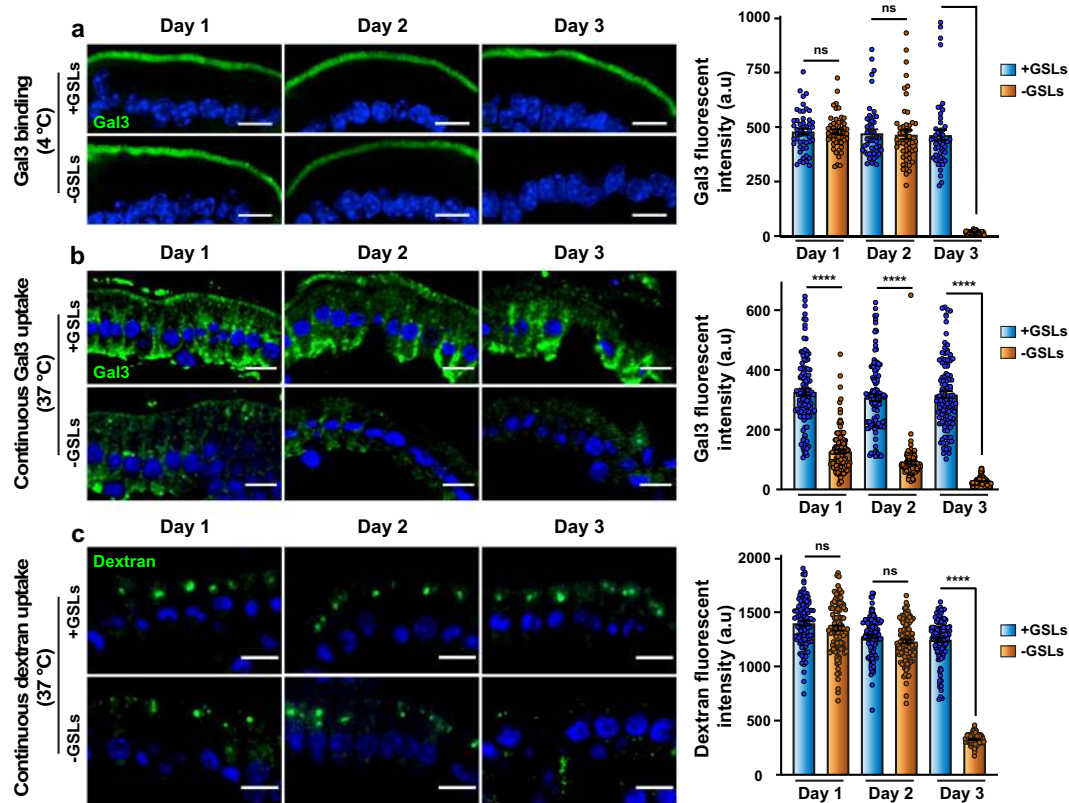 a
Day 1
Day 2
Day 3
Gal3 binding
(4 °C)
+GSLs
-GSLs
Gal3
Gal3 fluorescent
intensity (a.u)
1000
750
500
250
0
ns
ns
+GSLs
-GSLs
Day 1
Day 2
Day 3
b
Day 1
Day 2
Day 3
Continuous Gal3 uptake
(37 °C)
+GSLs
-GSLs
Gal3
Gal3 fluorescent
intensity (a.u)
600
400
200
0
****
****
****
+GSLs
-GSLs
Day 1
Day 2
Day 3
c
Day 1
Day 2
Day 3
Continuous dextran uptake
(37 °C)
+GSLs
-GSLs
Dextran
Dextran fluorescent
intensity (a.u)
2000
1500
1000
500
0
ns
ns
****
+GSLs
-GSLs
Day 1
Day 2
Day 3